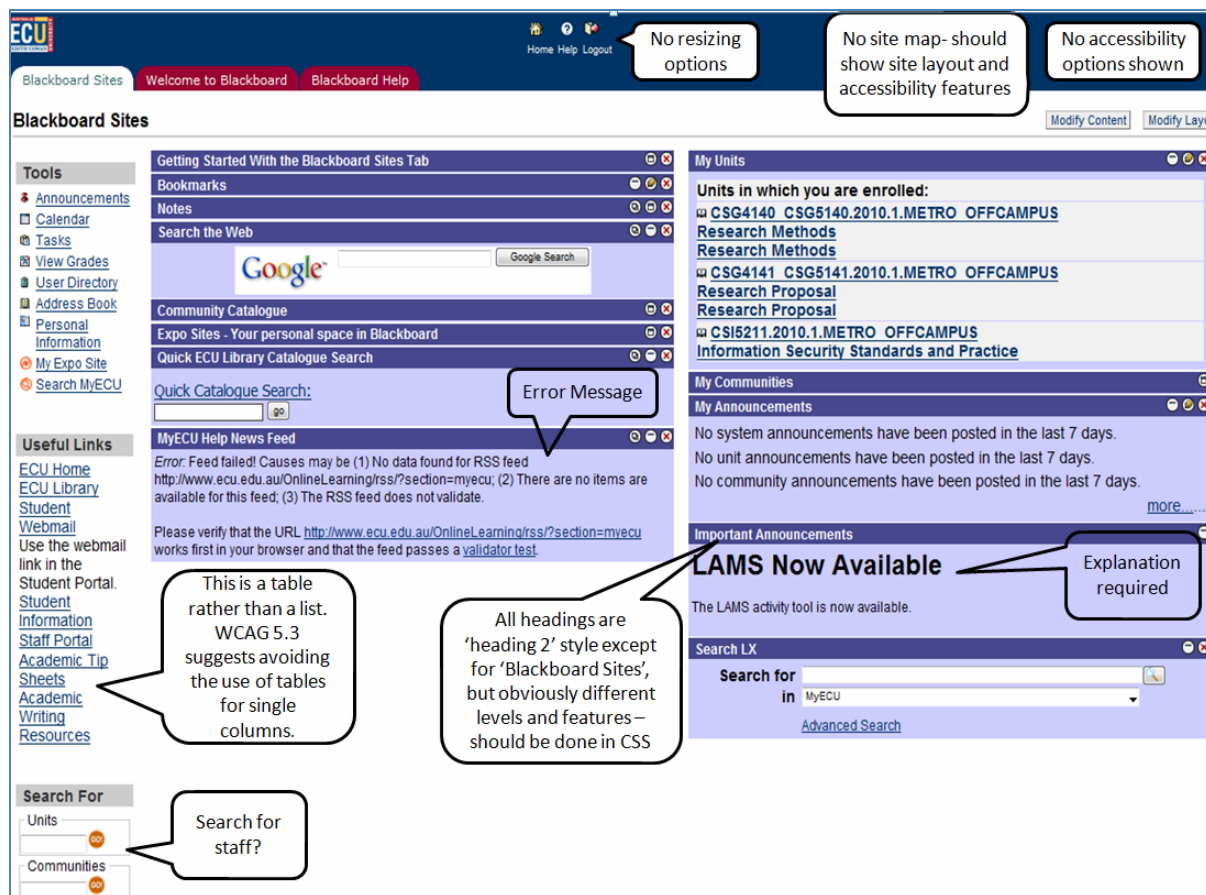 ECU
EDITH COWAN
Home Help Logout
No resizing
options
No site map- should
show site layout and
accessibility features
No accessibility
options shown
Blackboard Sites
Welcome to Blackboard
Blackboard Help
Blackboard Sites
Modify Content
Modify Layo
Tools
Announcements
Calendar
Tasks
View Grades
User Directory
Address Book
Personal
Information
My Expo Site
Search MyECU
Useful Links
ECU Home
ECU Library
Student
Webmail
Use the webmail
link in the
Student Portal.
Student
Information
Staff Portal
Academic Tip
Sheets
Academic
Writing
Resources
This is a table
rather than a list.
WCAG 5.3
suggests avoiding
the use of tables
for single
columns.
Search For
Units
GO!
Communities
GO!
Search for
staff?
Getting Started With the Blackboard Sites Tab
Bookmarks
Notes
Search the Web
Google
Google Search
Community Catalogue
Expo Sites - Your personal space in Blackboard
Quick ECU Library Catalogue Search
Quick Catalogue Search:
go
Error Message
MyECU Help News Feed
Error: Feed failed! Causes may be (1) No data found for RSS feed
http://www.ecu.edu.au/OnlineLearning/rss/?section=myecu; (2) There are no items are
available for this feed; (3) The RSS feed does not validate.
Please verify that the URL http://www.ecu.edu.au/OnlineLearning/rss/?section=myecu
works first in your browser and that the feed passes a validator test.
All headings are
‘heading 2’ style except
for ‘Blackboard Sites’,
but obviously different
levels and features –
should be done in CSS
My Units
Units in which you are enrolled:
CSG4140_CSG5140.2010.1.METRO_OFFCAMPUS
Research Methods
Research Methods
CSG4141_CSG5141.2010.1.METRO_OFFCAMPUS
Research Proposal
Research Proposal
CSI5211.2010.1.METRO_OFFCAMPUS
Information Security Standards and Practice
My Communities
My Announcements
No system announcements have been posted in the last 7 days.
No unit announcements have been posted in the last 7 days.
No community announcements have been posted in the last 7 days.
more......
Important Announcements
LAMS Now Available
Explanation
required
The LAMS activity tool is now available.
Search LX
Search for
in MyECU
Advanced Search